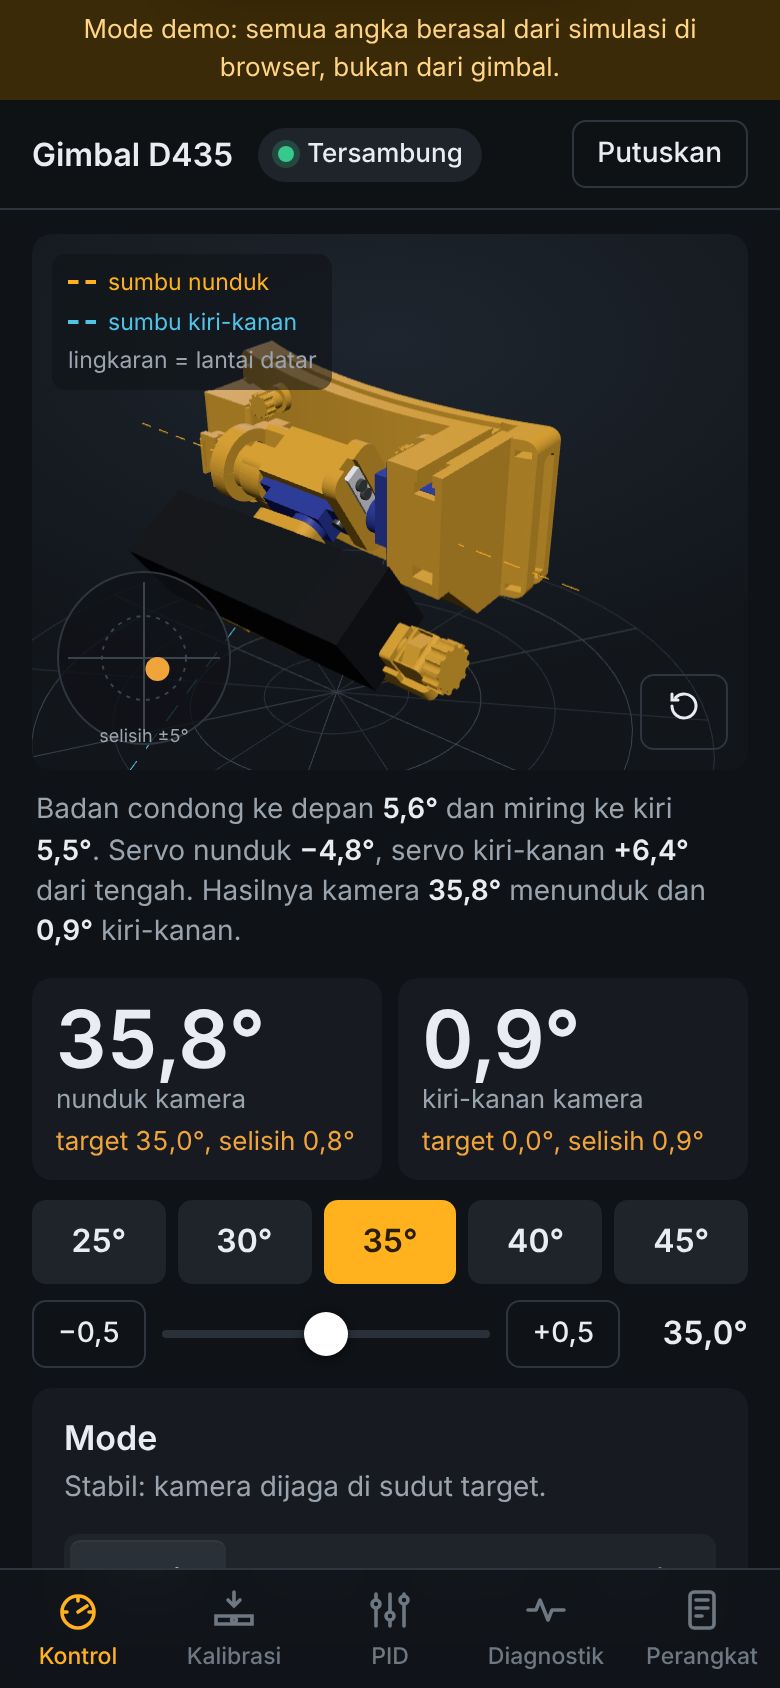 Mode demo: semua angka berasal dari simulasi di
browser, bukan dari gimbal.
Gimbal D435
Tersambung
Putuskan
sumbu nunduk
sumbu kiri-kanan
lingkaran = lantai datar
selisih ±5°
Badan condong ke depan 5,6° dan miring ke kiri
5,5°. Servo nunduk −4,8°, servo kiri-kanan +6,4°
dari tengah. Hasilnya kamera 35,8° menunduk dan
0,9° kiri-kanan.
35,8°
nunduk kamera
target 35,0°, selisih 0,8°
0,9°
kiri-kanan kamera
target 0,0°, selisih 0,9°
25°
30°
35°
40°
45°
−0,5
+0,5
35,0°
Mode
Stabil: kamera dijaga di sudut target.
Kontrol
Kalibrasi
PID
Diagnostik
Perangkat